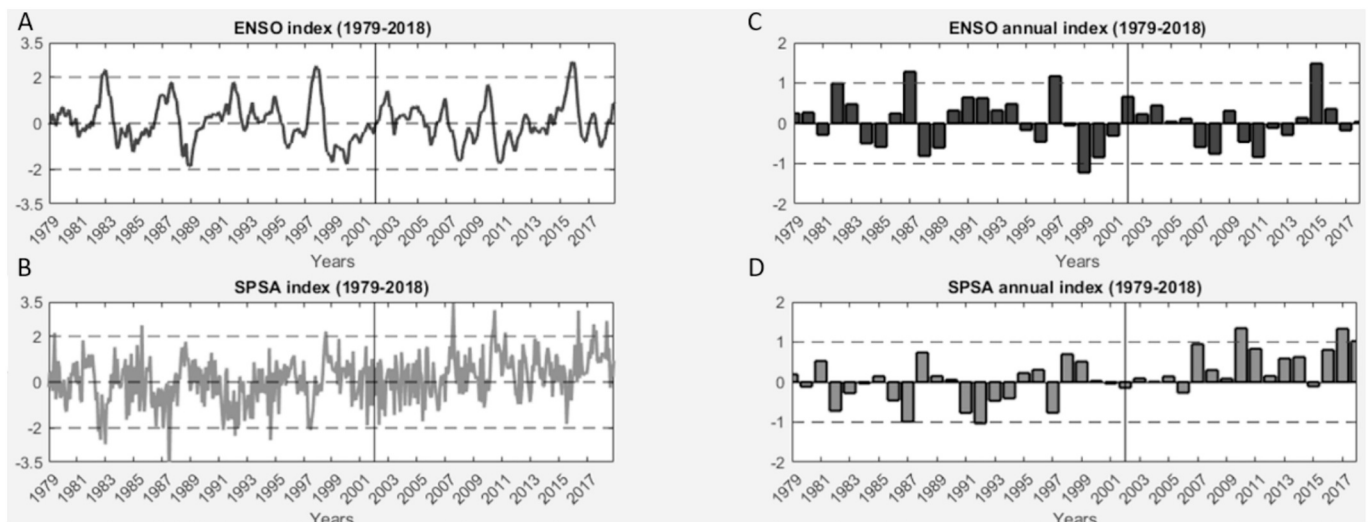 A
ENSO index (1979-2018)
3.5
2
0
-2
-3.5
1979 1981 1983 1985 1987 1989 1991 1993 1995 1997 1999 2001 2003 2005 2007 2009 2011 2013 2015 2017
Years
B
SPSA index (1979-2018)
3.5
2
0
-2
-3.5
1979 1981 1983 1985 1987 1989 1991 1993 1995 1997 1999 2001 2003 2005 2007 2009 2011 2013 2015 2017
Years
C
ENSO annual index (1979-2018)
2
1
0
-1
-2
1979 1981 1983 1985 1987 1989 1991 1993 1995 1997 1999 2001 2003 2005 2007 2009 2011 2013 2015 2017
Years
D
SPSA annual index (1979-2018)
2
1
0
-1
-2
1979 1981 1983 1985 1987 1989 1991 1993 1995 1997 1999 2001 2003 2005 2007 2009 2011 2013 2015 2017
Years